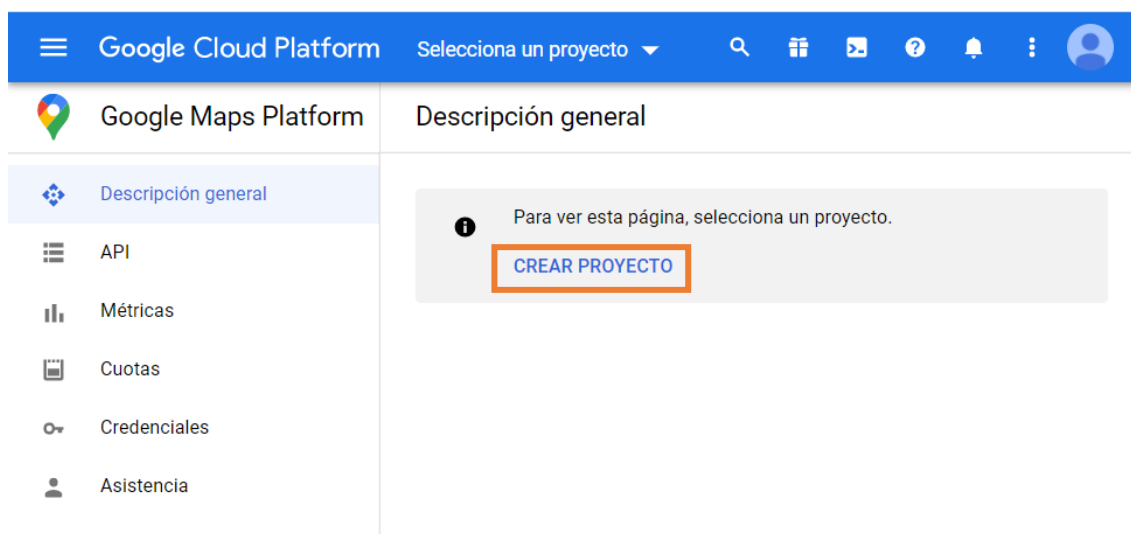 Google Cloud Platform Selecciona un proyecto
Google Maps Platform Descripción general
Descripción general
Para ver esta página, selecciona un proyecto.
API
CREAR PROYECTO
Métricas
Cuotas
Credenciales
Asistencia